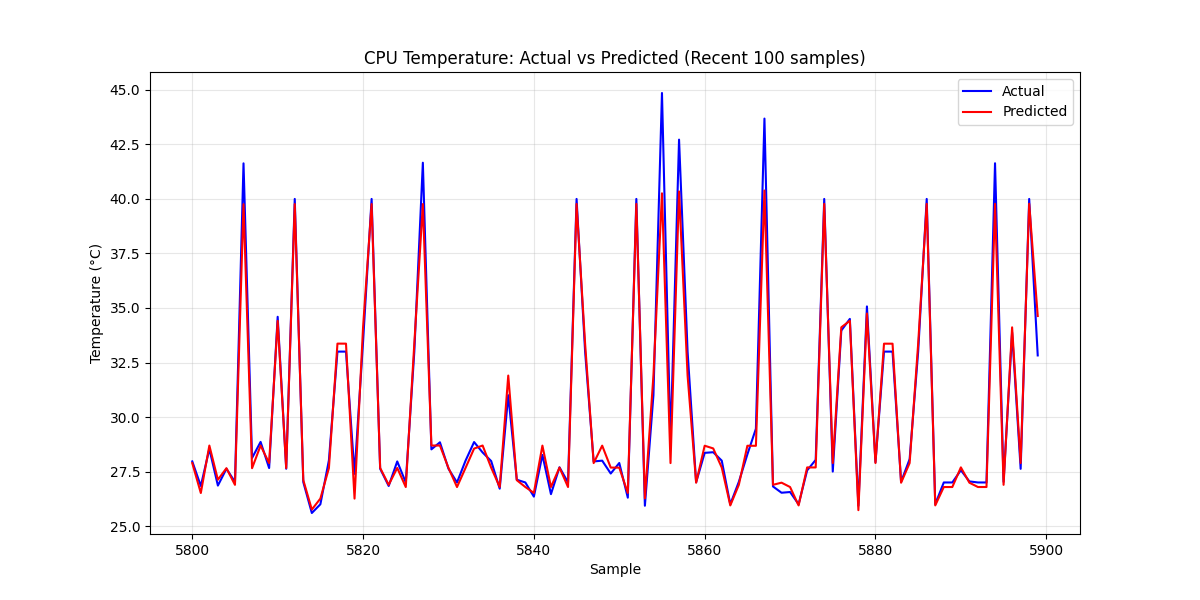 CPU Temperature: Actual vs Predicted (Recent 100 samples)
Actual
Predicted
Temperature (°C)
45.0
42.5
40.0
37.5
35.0
32.5
30.0
27.5
25.0
5800 5820 5840 5860 5880 5900
Sample